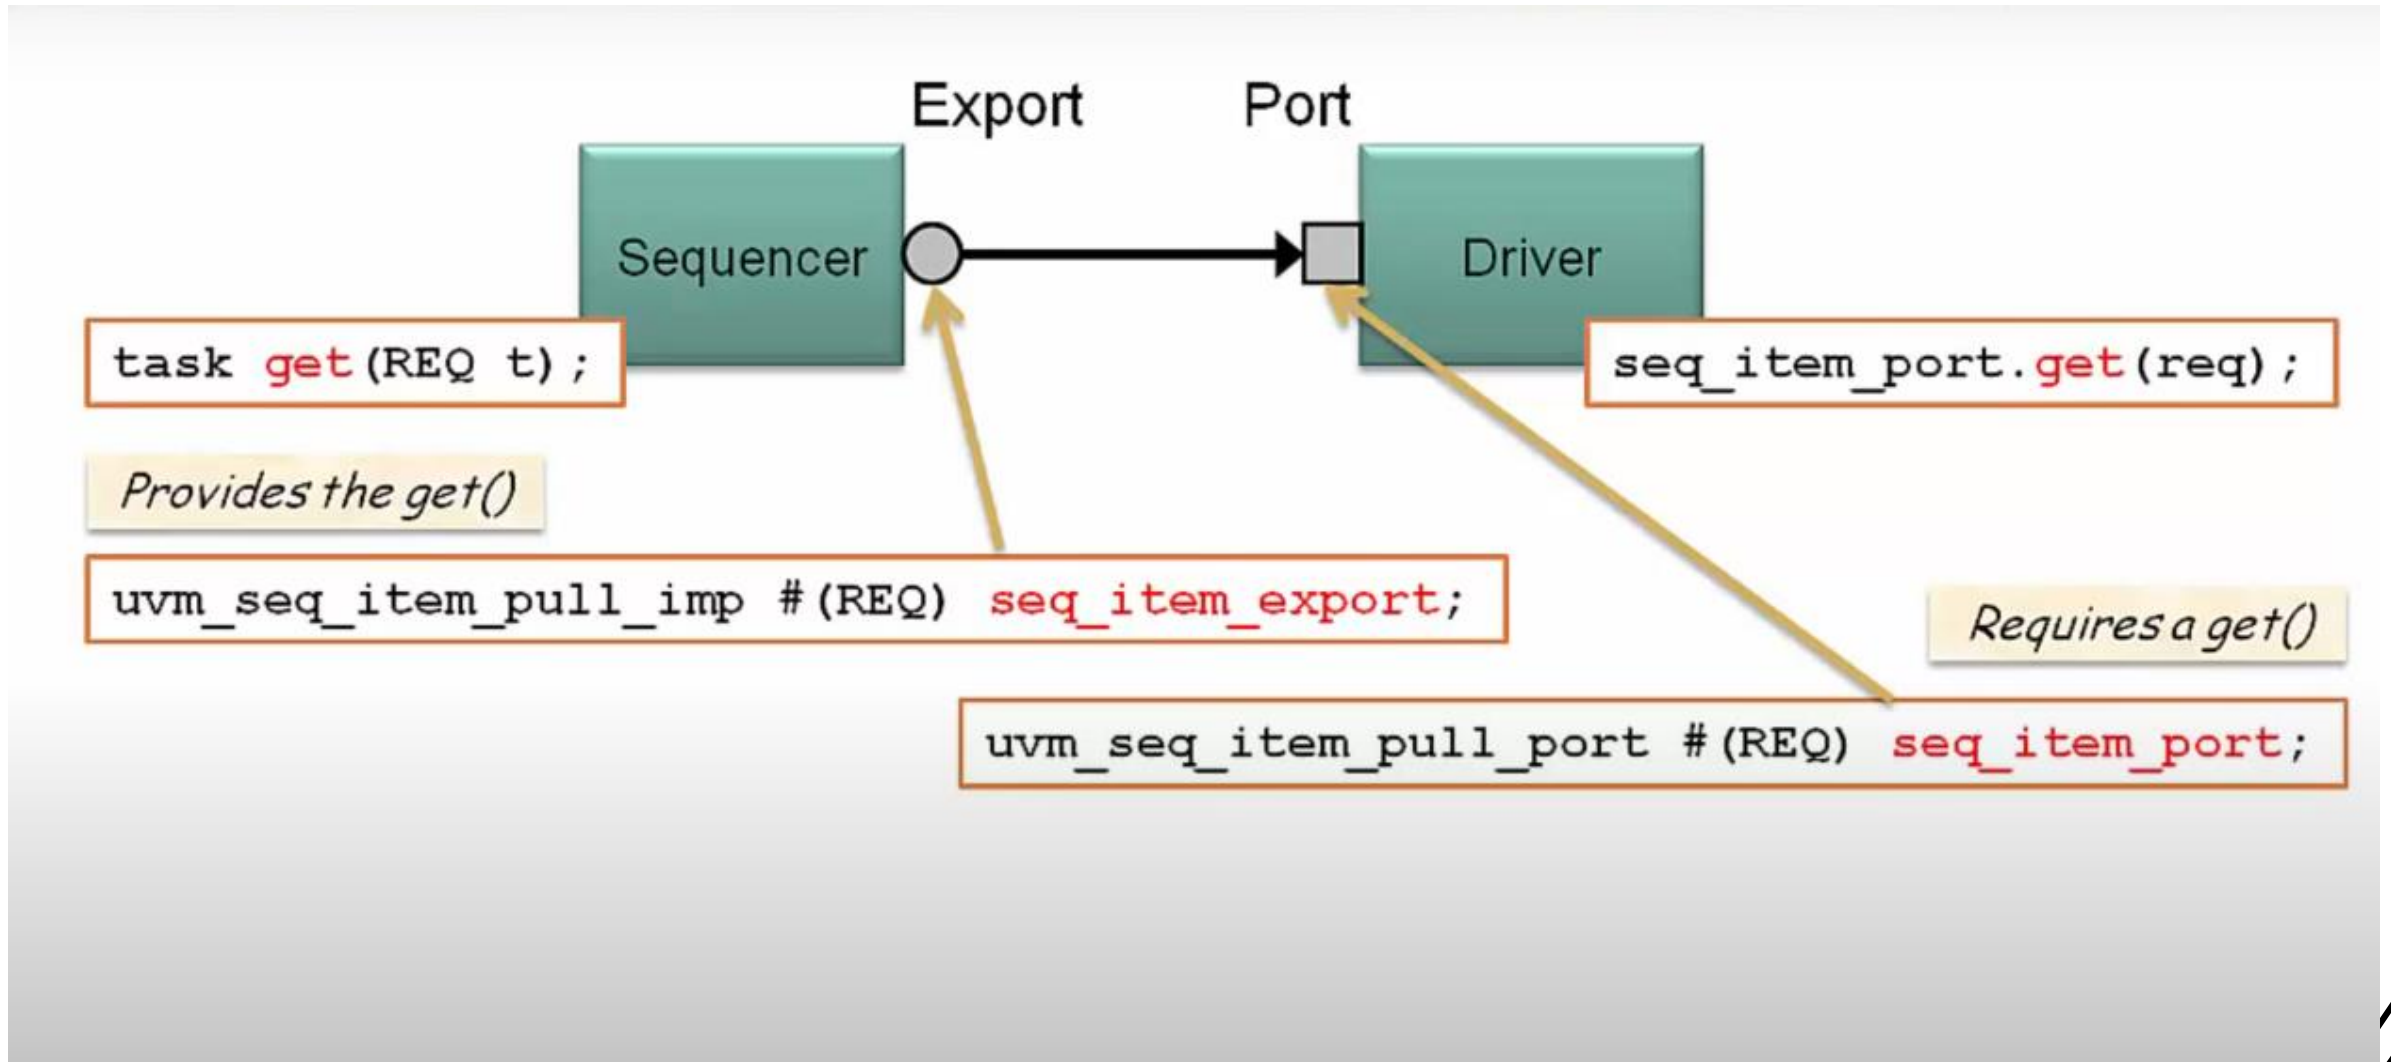 Export Port
Sequencer
Driver
task get(REQ t);
seq_item_port.get(req);
Provides the get()
uvm_seq_item_pull_imp #(REQ) seq_item_export;
Requires a get()
uvm_seq_item_pull_port #(REQ) seq_item_port;